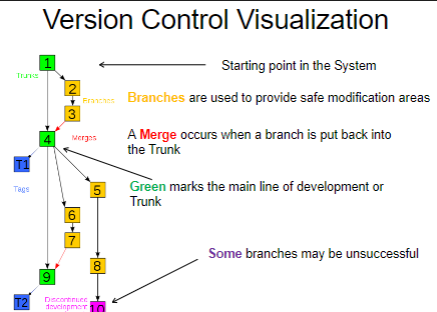 Version Control Visualization
1
Starting point in the System
Trunks
2
Branches
Branches are used to provide safe modification areas
3
4
Merges
A Merge occurs when a branch is put back into
the Trunk
T1
Tags
5
Green marks the main line of development or
Trunk
6
7
Some branches may be unsuccessful
8
9
T2
Discontinued
development
10